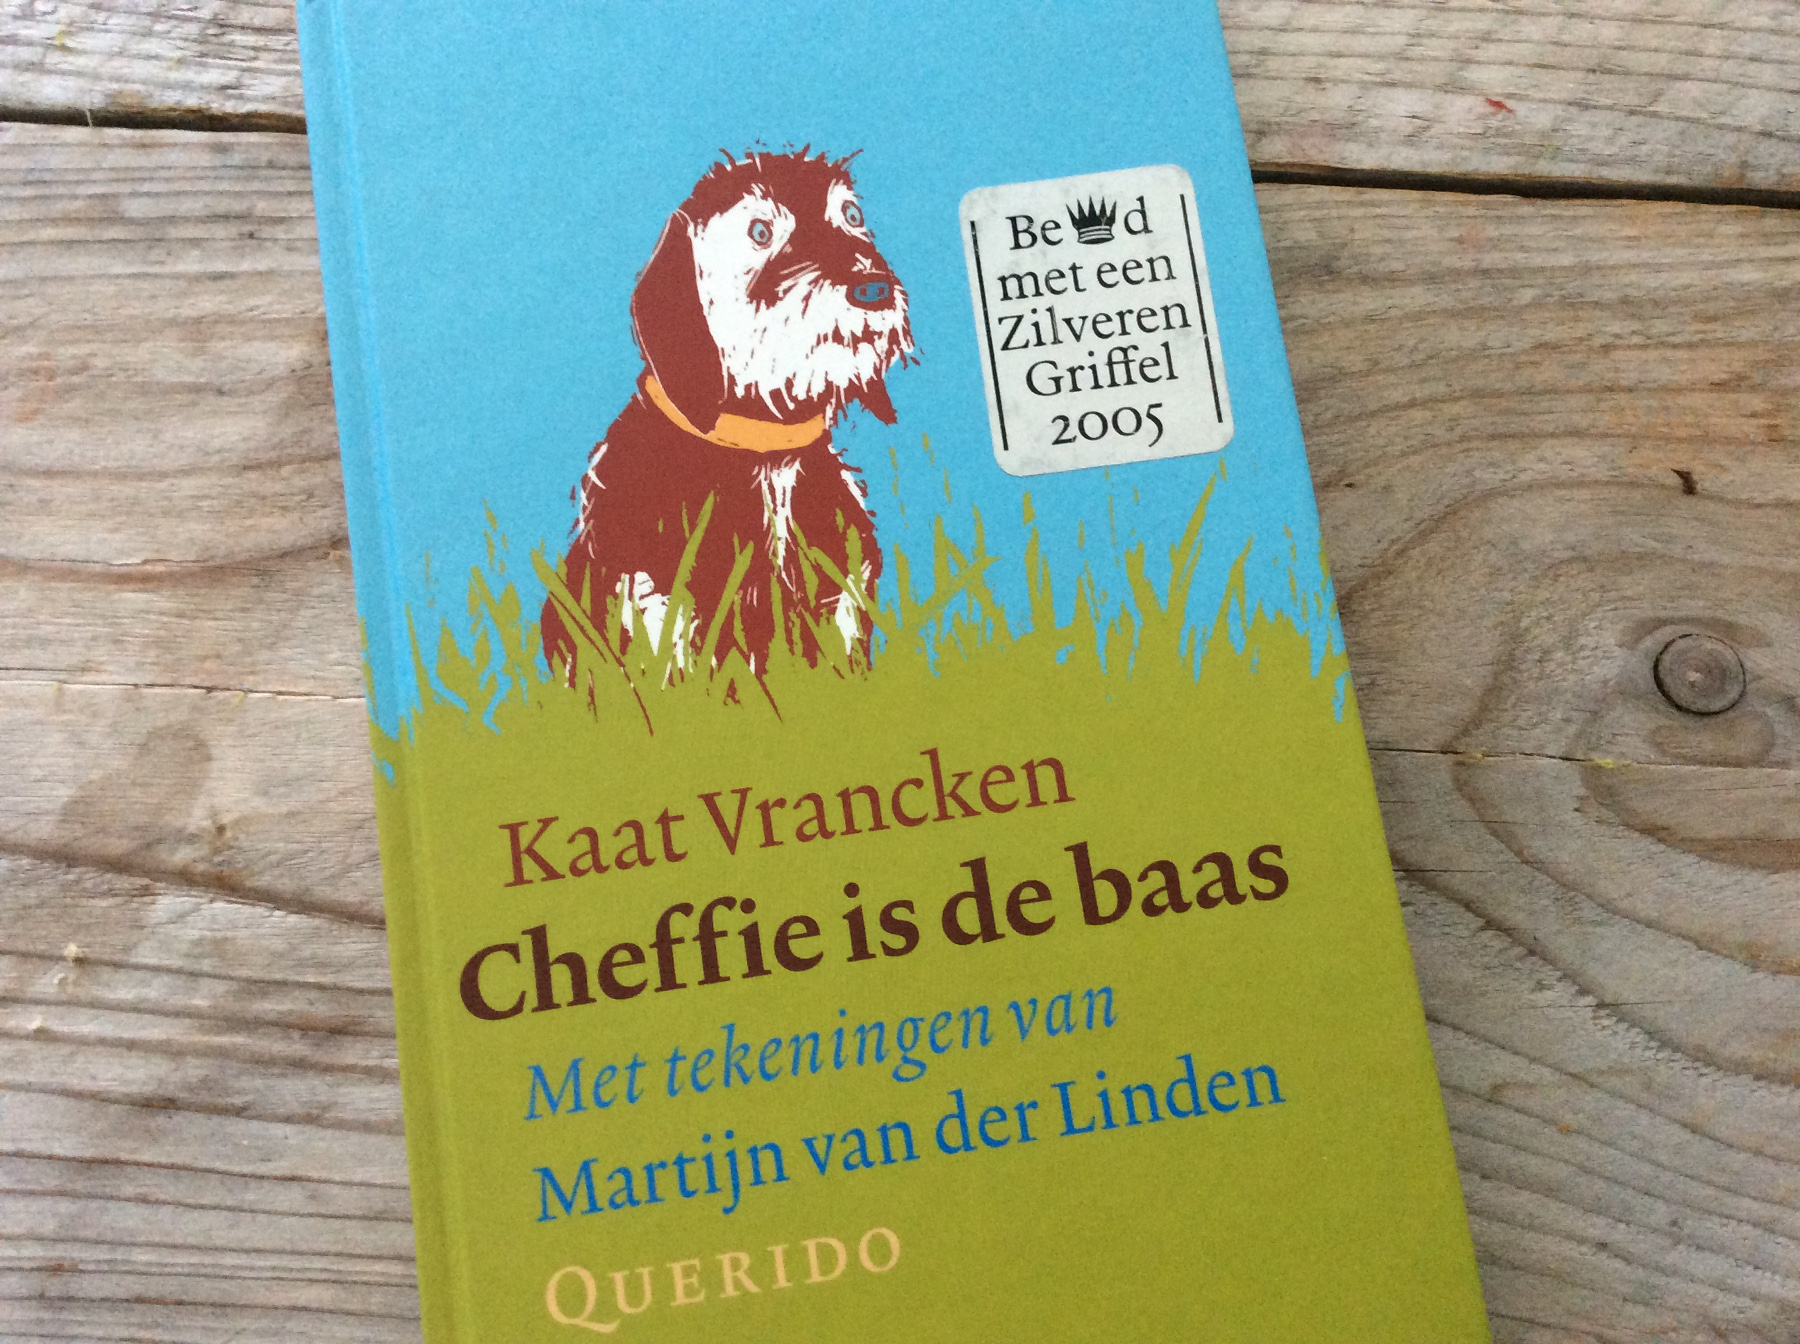 Be👑d
met een
Zilveren
Griffel
2005
Kaat Vrancken
Cheffie is de baas
Met tekeningen van
Martijn van der Linden
QUERIDO